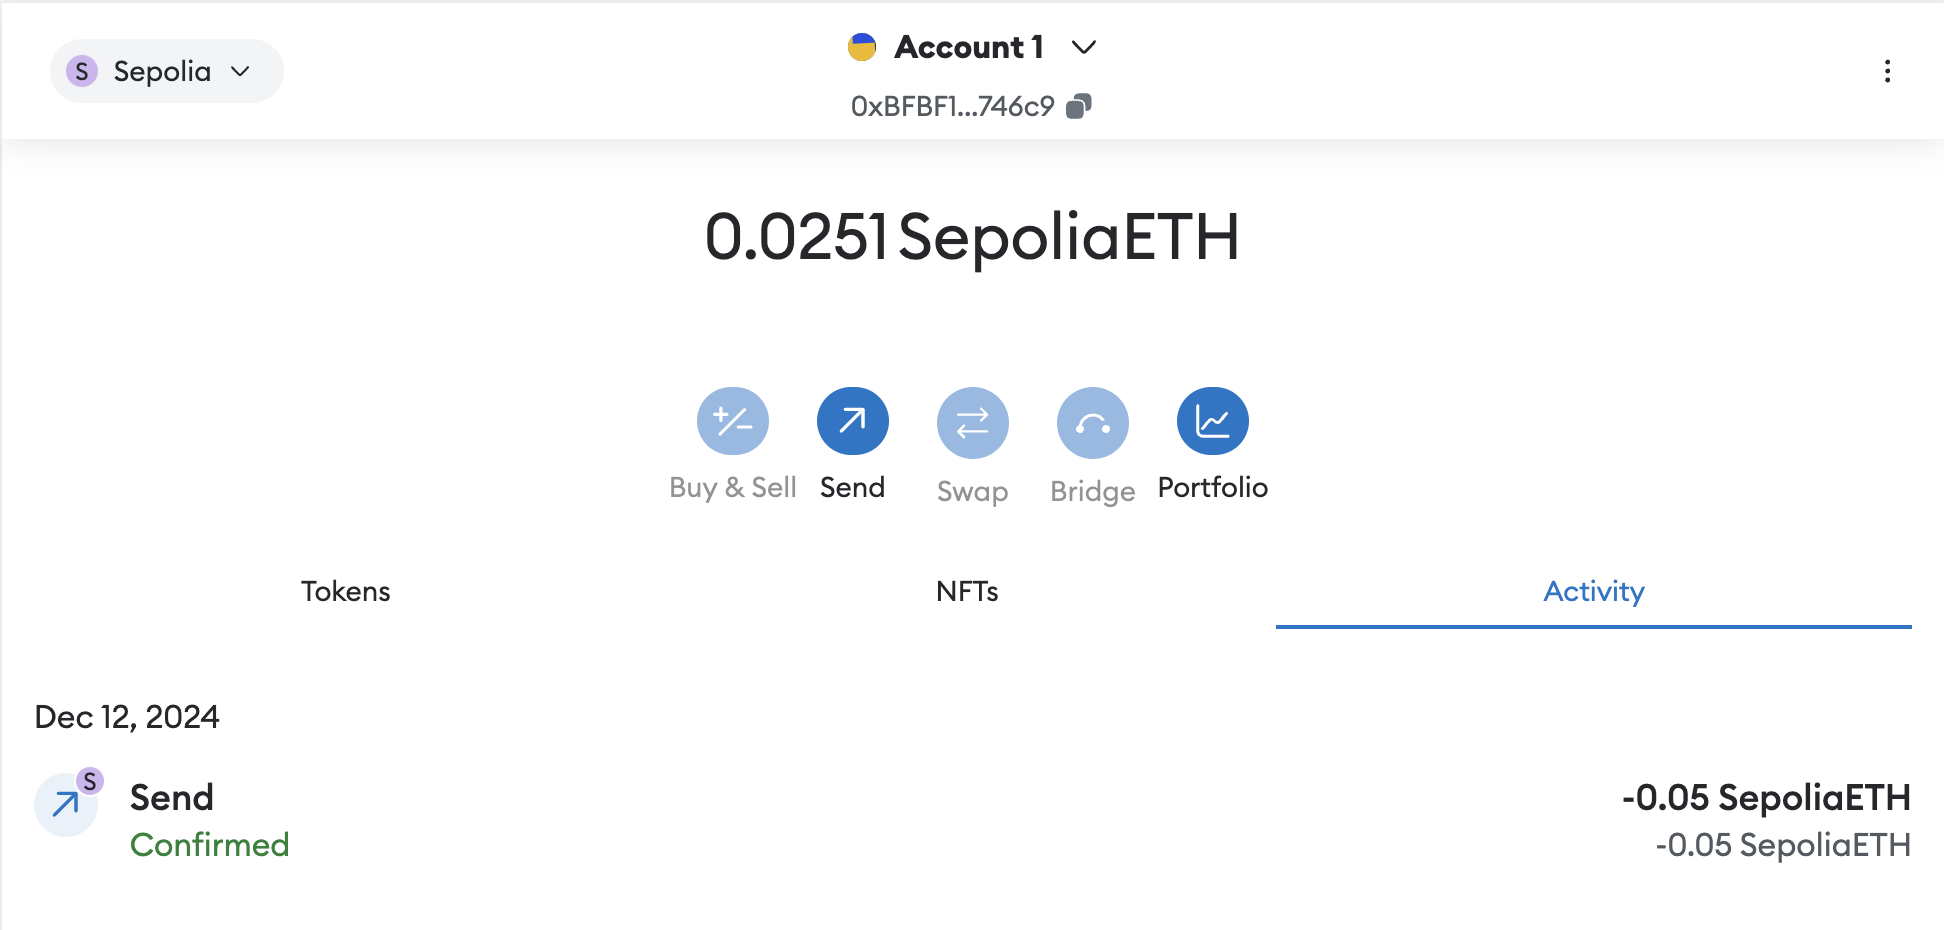 S Sepolia
Account 1
0xBFBF1...746c9
0.0251 SepoliaETH
Buy & Sell
Send
Swap
Bridge
Portfolio
Tokens
NFTs
Activity
Dec 12, 2024
S
Send
-0.05 SepoliaETH
Confirmed
-0.05 SepoliaETH